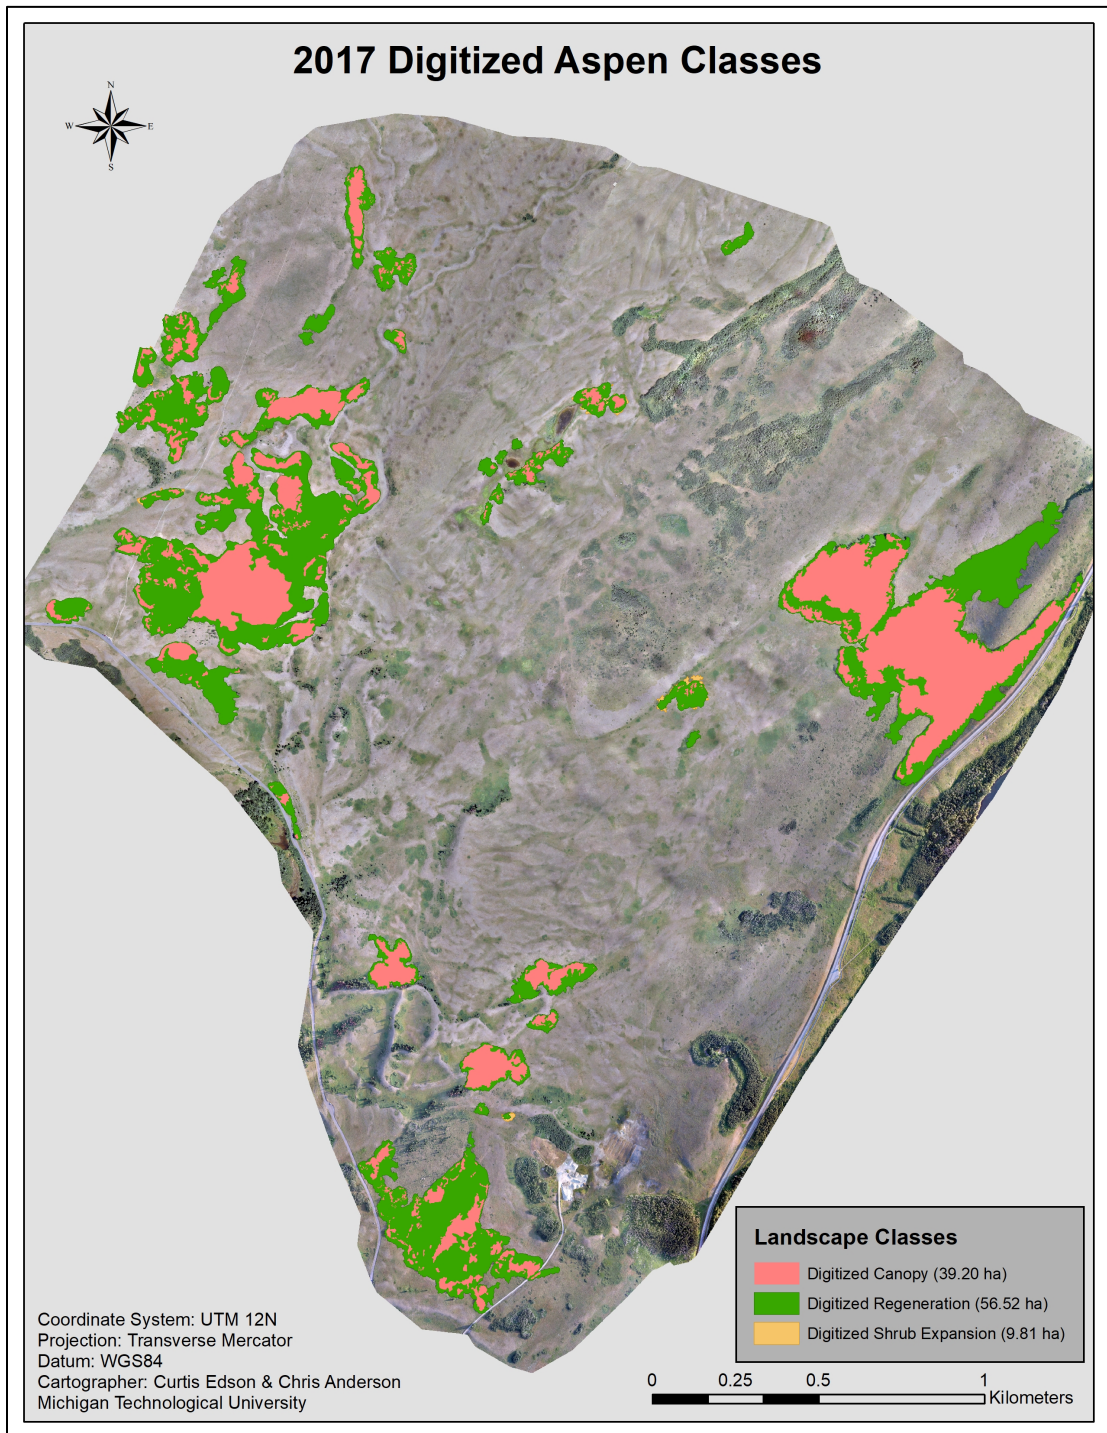 2017 Digitized Aspen Classes
N
W E
S
Landscape Classes
Digitized Canopy (39.20 ha)
Digitized Regeneration (56.52 ha)
Digitized Shrub Expansion (9.81 ha)
Coordinate System: UTM 12N
Projection: Transverse Mercator
Datum: WGS84
Cartographer: Curtis Edson & Chris Anderson
Michigan Technological University
0 0.25 0.5 1
Kilometers